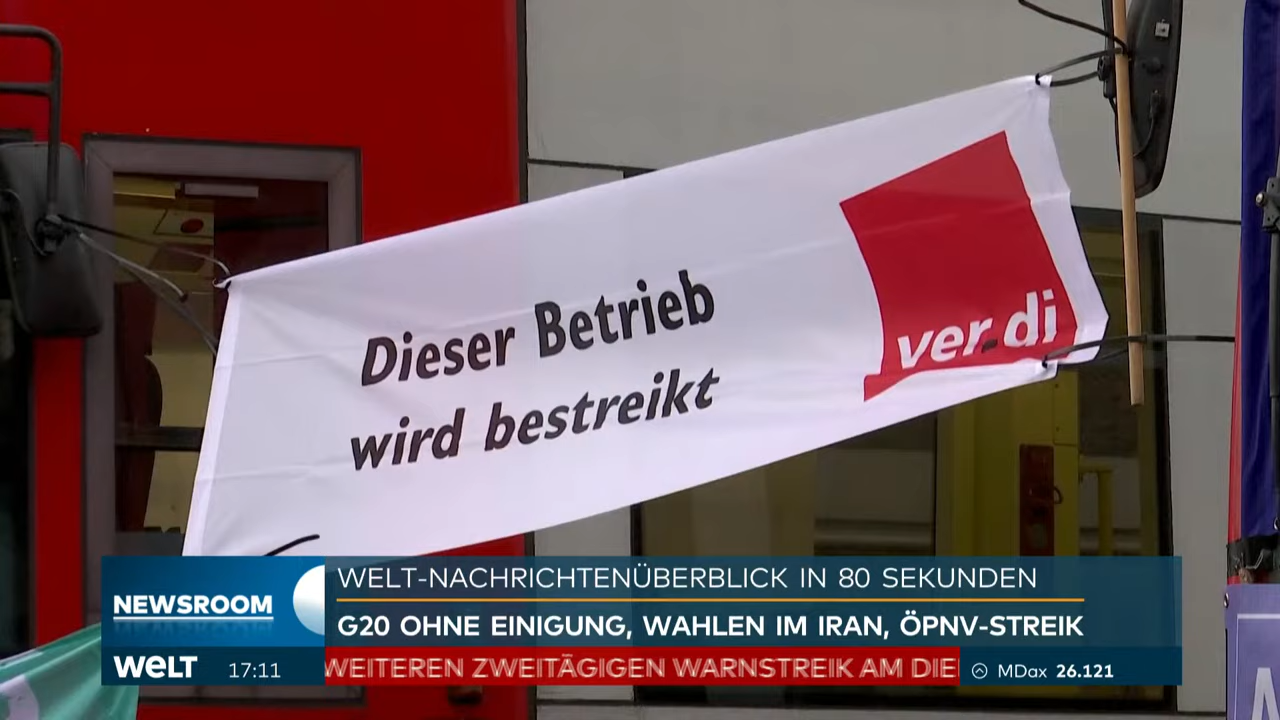 Dieser Betrieb
wird bestreikt
ver.di
WELT-NACHRICHTENÜBERBLICK IN 80 SEKUNDEN
NEWSROOM
G20 OHNE EINIGUNG, WAHLEN IM IRAN, ÖPNV-STREIK
WELT 17:11 WEITEREN ZWEITÄGIGEN WARNSTREIK AM DIE MDax 26.121